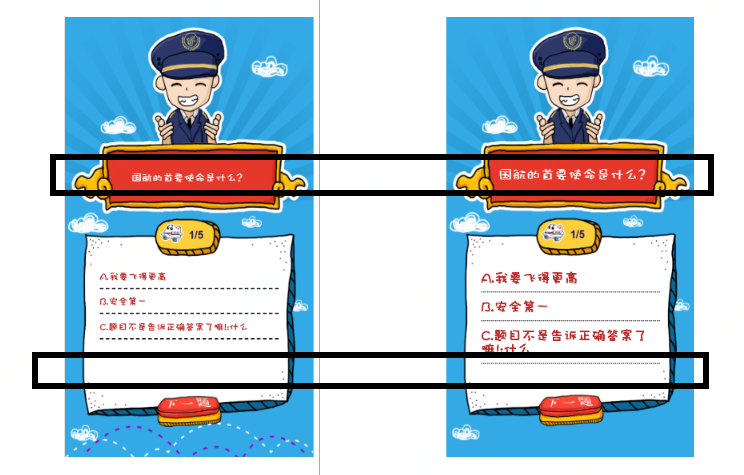 国航的首要使命是什么?
1/5
A.我要飞得更高
B.安全第一
C.题目不是告诉正确答案了嘛!:什么
下一题
国航的首要使命是什么?
1/5
A.我要飞得更高
B.安全第一
C.题目不是告诉正确答案了
嘛!:什么
下一题